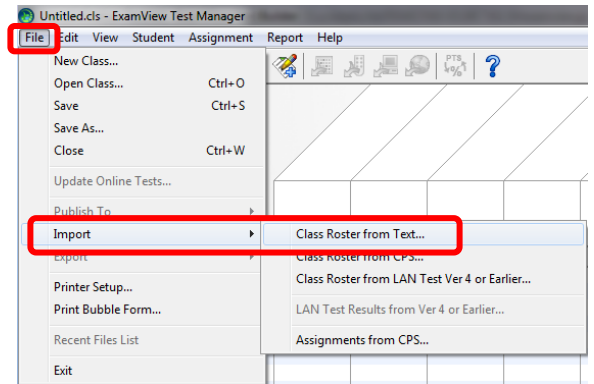 Untitled.cls - ExamView Test Manager
File Edit View Student Assignment Report Help
PTS
New Class...
Open Class... Ctrl+O
Save Ctrl+S
Save As...
Close Ctrl+W
Update Online Tests...
Publish To
Import
Export
Printer Setup...
Print Bubble Form...
Recent Files List
Exit
Class Roster from Text...
Class Roster from CPS...
Class Roster from LAN Test Ver 4 or Earlier...
LAN Test Results from Ver 4 or Earlier...
Assignments from CPS...